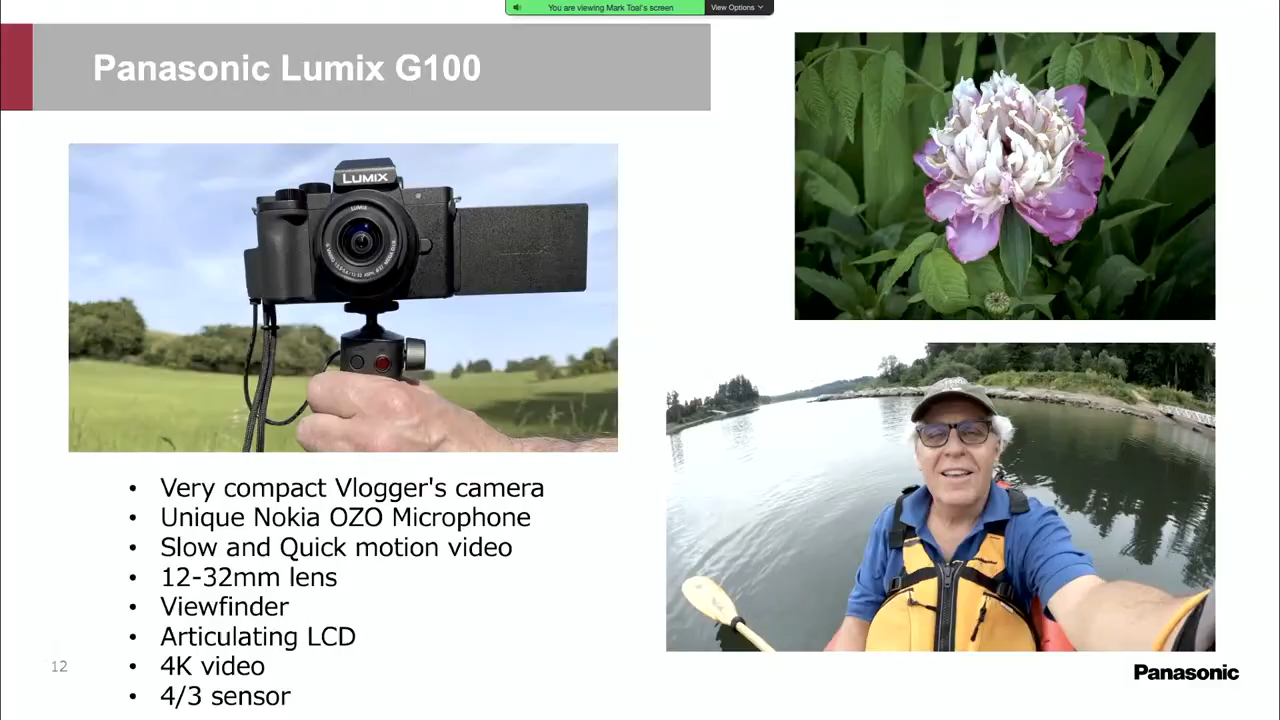 You are viewing Mark Toal's screen
View Options
Panasonic Lumix G100
LUMIX
LUMIX
• Very compact Vlogger's camera
• Unique Nokia OZO Microphone
• Slow and Quick motion video
• 12-32mm lens
• Viewfinder
• Articulating LCD
• 4K video
• 4/3 sensor
12
Panasonic